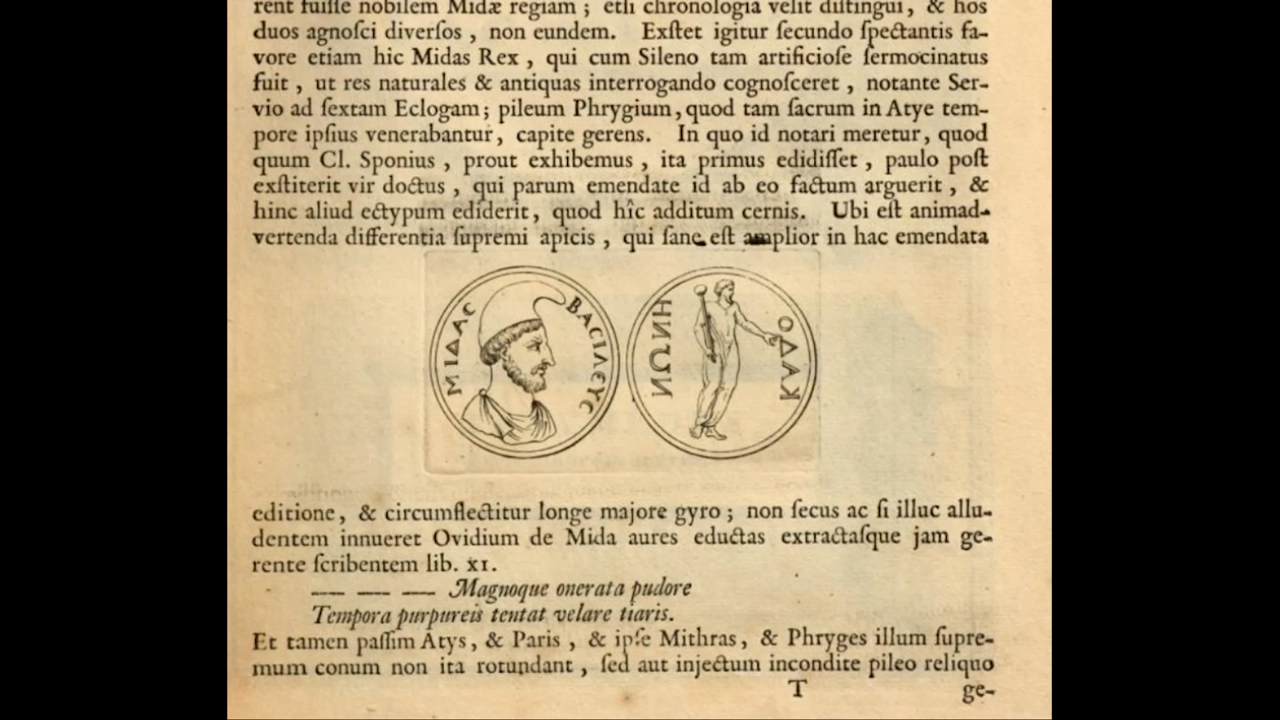 rent fuiſſe nobilem Midæ regiam ; etſi chronologia velit diſtingui, & hos
duos agnoſci diverſos , non eundem. Exſtet igitur ſecundo ſpectantis fa-
vore etiam hic Midas Rex , qui cum Sileno tam artificioſe ſermocinatus
fuit , ut res naturales & antiquas interrogando cognoſceret , notante Ser-
vio ad ſextam Eclogam ; pileum Phrygium , quod tam ſacrum in Atye tem-
pore ipſius venerabantur, capite gerens. In quo id notari meretur, quod
quum Cl. Sponius , prout exhibemus , ita primus edidiſſet , paulo poſt
exſtiterit vir doctus , qui parum emendate id ab eo factum arguerit , &
hinc aliud ectypum ediderit, quod hîc additum cernis. Ubi eſt animad-
vertenda differentia ſupremi apicis , qui ſane eſt amplior in hac emendata
ΜΙΔΑС ΒΑCΙΛΕΥС
ΝΩΝΗ ΚΑΔΟ
editione, & circumflectitur longe majore gyro ; non ſecus ac ſi illuc allu-
dentem innueret Ovidium de Mida aures eductas extractaſque jam ge-
rente ſcribentem lib. XI.
— — — Magnoque onerata pudore
Tempora purpureis tentat velare tiaris.
Et tamen paſſim Atys, & Paris , & ipſe Mithras, & Phryges illum ſupre-
mum conum non ita rotundant , ſed aut injectum incondite pileo reliquo
T ge-